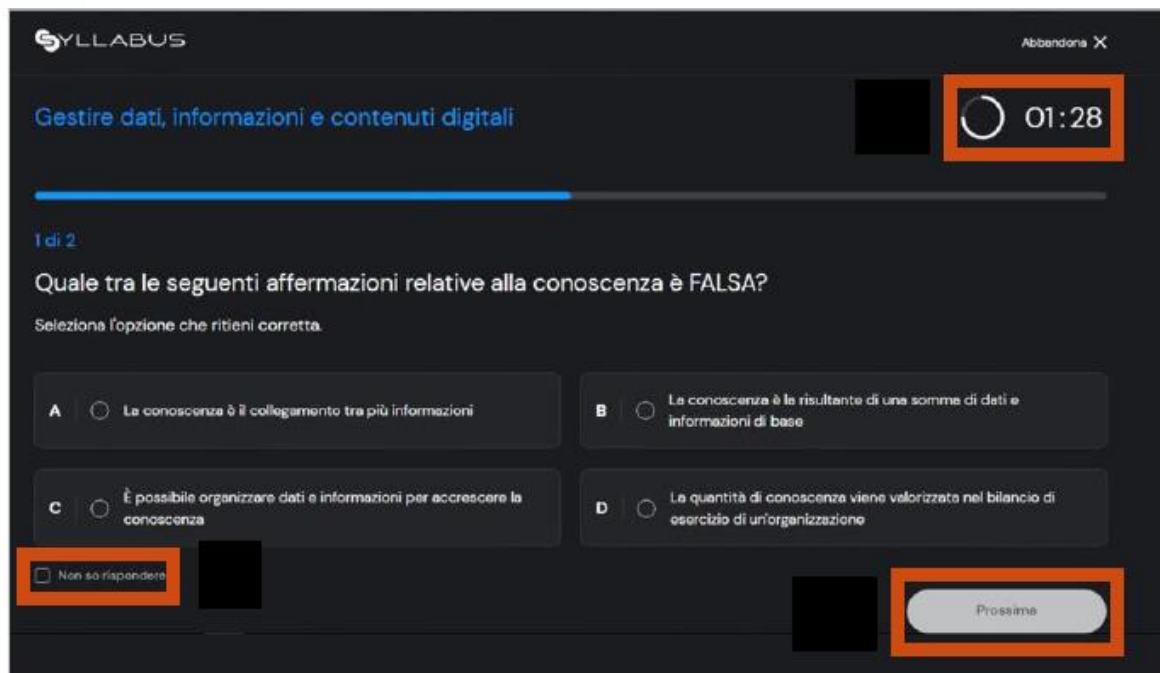 SYLLABUS
Abbandona X
Gestire dati, informazioni e contenuti digitali
01:28
1 di 2
Quale tra le seguenti affermazioni relative alla conoscenza è FALSA?
Seleziona l'opzione che ritieni corretta.
A La conoscenza è il collegamento tra più informazioni
B La conoscenza è la risultante di una somma di dati e
informazioni di base
C È possibile organizzare dati e informazioni per accrescere la
conoscenza
D La quantità di conoscenza viene valorizzata nel bilancio di
esercizio di un'organizzazione
Non so rispondere
Prossima